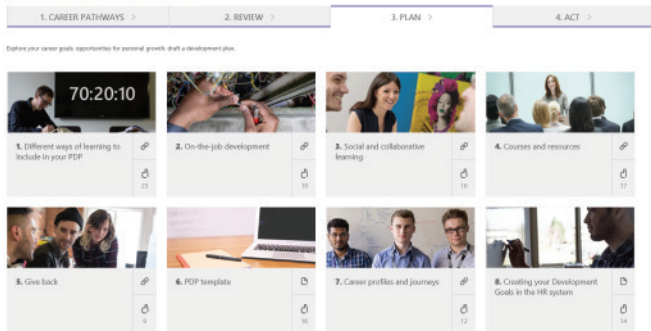 1. CAREER PATHWAYS >
2. REVIEW >
3. PLAN >
4. ACT >
Explore your career goals, opportunities for personal growth, draft a development plan.
70:20:10
1. Different ways of learning to
include in your PDP
23
2. On-the-job development
19
3. Social and collaborative
learning
16
4. Courses and resources
17
5. Give back
9
6. PDP template
16
7. Career profiles and journeys
12
8. Creating your Development
Goals in the HR system
14